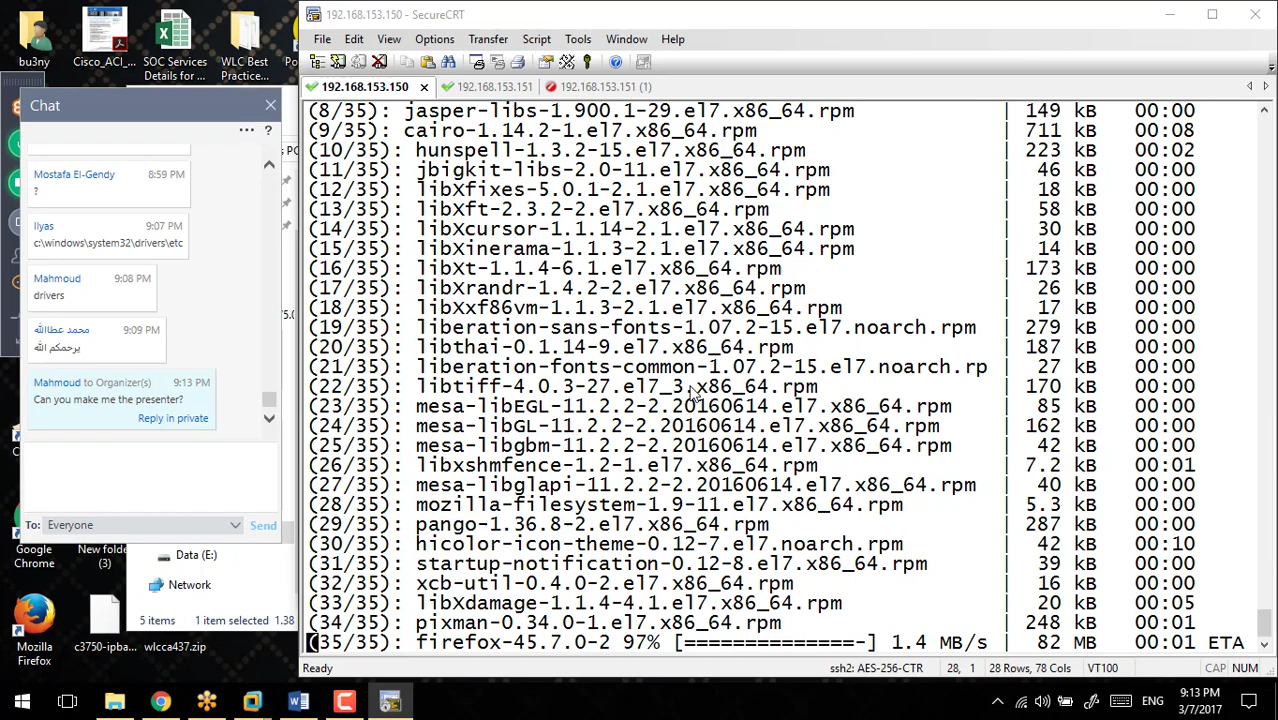 bu3ny
Cisco_ACI_...
SOC Services
Details for ...
WLC Best
Practice...
Chat
?
Mostafa El-Gendy 8:59 PM
?
Ilyas 9:07 PM
c:\windows\system32\drivers\etc
Mahmoud 9:08 PM
drivers
محمد عطاالله 9:09 PM
يرحمكم الله
Mahmoud to Organizer(s) 9:13 PM
Can you make me the presenter?
Reply in private
To: Everyone Send
Google
Chrome
New folder
(3)
Data (E:)
Network
5 items 1 item selected 1.38
Mozilla
Firefox
c3750-ipba...
wlcca437.zip
192.168.153.150 - SecureCRT
File Edit View Options Transfer Script Tools Window Help
192.168.153.150 192.168.153.151 192.168.153.151 (1)
(8/35): jasper-libs-1.900.1-29.el7.x86_64.rpm | 149 kB 00:00
(9/35): cairo-1.14.2-1.el7.x86_64.rpm | 711 kB 00:08
(10/35): hunspell-1.3.2-15.el7.x86_64.rpm | 223 kB 00:02
(11/35): jbigkit-libs-2.0-11.el7.x86_64.rpm | 46 kB 00:00
(12/35): libXfixes-5.0.1-2.1.el7.x86_64.rpm | 18 kB 00:00
(13/35): libXft-2.3.2-2.el7.x86_64.rpm | 58 kB 00:00
(14/35): libXcursor-1.1.14-2.1.el7.x86_64.rpm | 30 kB 00:00
(15/35): libXinerama-1.1.3-2.1.el7.x86_64.rpm | 14 kB 00:00
(16/35): libXt-1.1.4-6.1.el7.x86_64.rpm | 173 kB 00:00
(17/35): libXrandr-1.4.2-2.el7.x86_64.rpm | 26 kB 00:00
(18/35): libXxf86vm-1.1.3-2.1.el7.x86_64.rpm | 17 kB 00:00
(19/35): liberation-sans-fonts-1.07.2-15.el7.noarch.rpm | 279 kB 00:00
(20/35): libthai-0.1.14-9.el7.x86_64.rpm | 187 kB 00:00
(21/35): liberation-fonts-common-1.07.2-15.el7.noarch.rp | 27 kB 00:00
(22/35): libtiff-4.0.3-27.el7_3.x86_64.rpm | 170 kB 00:00
(23/35): mesa-libEGL-11.2.2-2.20160614.el7.x86_64.rpm | 85 kB 00:00
(24/35): mesa-libGL-11.2.2-2.20160614.el7.x86_64.rpm | 162 kB 00:00
(25/35): mesa-libgbm-11.2.2-2.20160614.el7.x86_64.rpm | 42 kB 00:00
(26/35): libxshmfence-1.2-1.el7.x86_64.rpm | 7.2 kB 00:01
(27/35): mesa-libglapi-11.2.2-2.20160614.el7.x86_64.rpm | 40 kB 00:00
(28/35): mozilla-filesystem-1.9-11.el7.x86_64.rpm | 5.3 kB 00:00
(29/35): pango-1.36.8-2.el7.x86_64.rpm | 287 kB 00:00
(30/35): hicolor-icon-theme-0.12-7.el7.noarch.rpm | 42 kB 00:10
(31/35): startup-notification-0.12-8.el7.x86_64.rpm | 39 kB 00:00
(32/35): xcb-util-0.4.0-2.el7.x86_64.rpm | 16 kB 00:00
(33/35): libXdamage-1.1.4-4.1.el7.x86_64.rpm | 20 kB 00:05
(34/35): pixman-0.34.0-1.el7.x86_64.rpm | 248 kB 00:01
(35/35): firefox-45.7.0-2 97% [==============-] 1.4 MB/s | 82 MB 00:01 ETA
Ready ssh2: AES-256-CTR 28, 1 28 Rows, 78 Cols VT100 CAP NUM
ENG 9:13 PM
3/7/2017